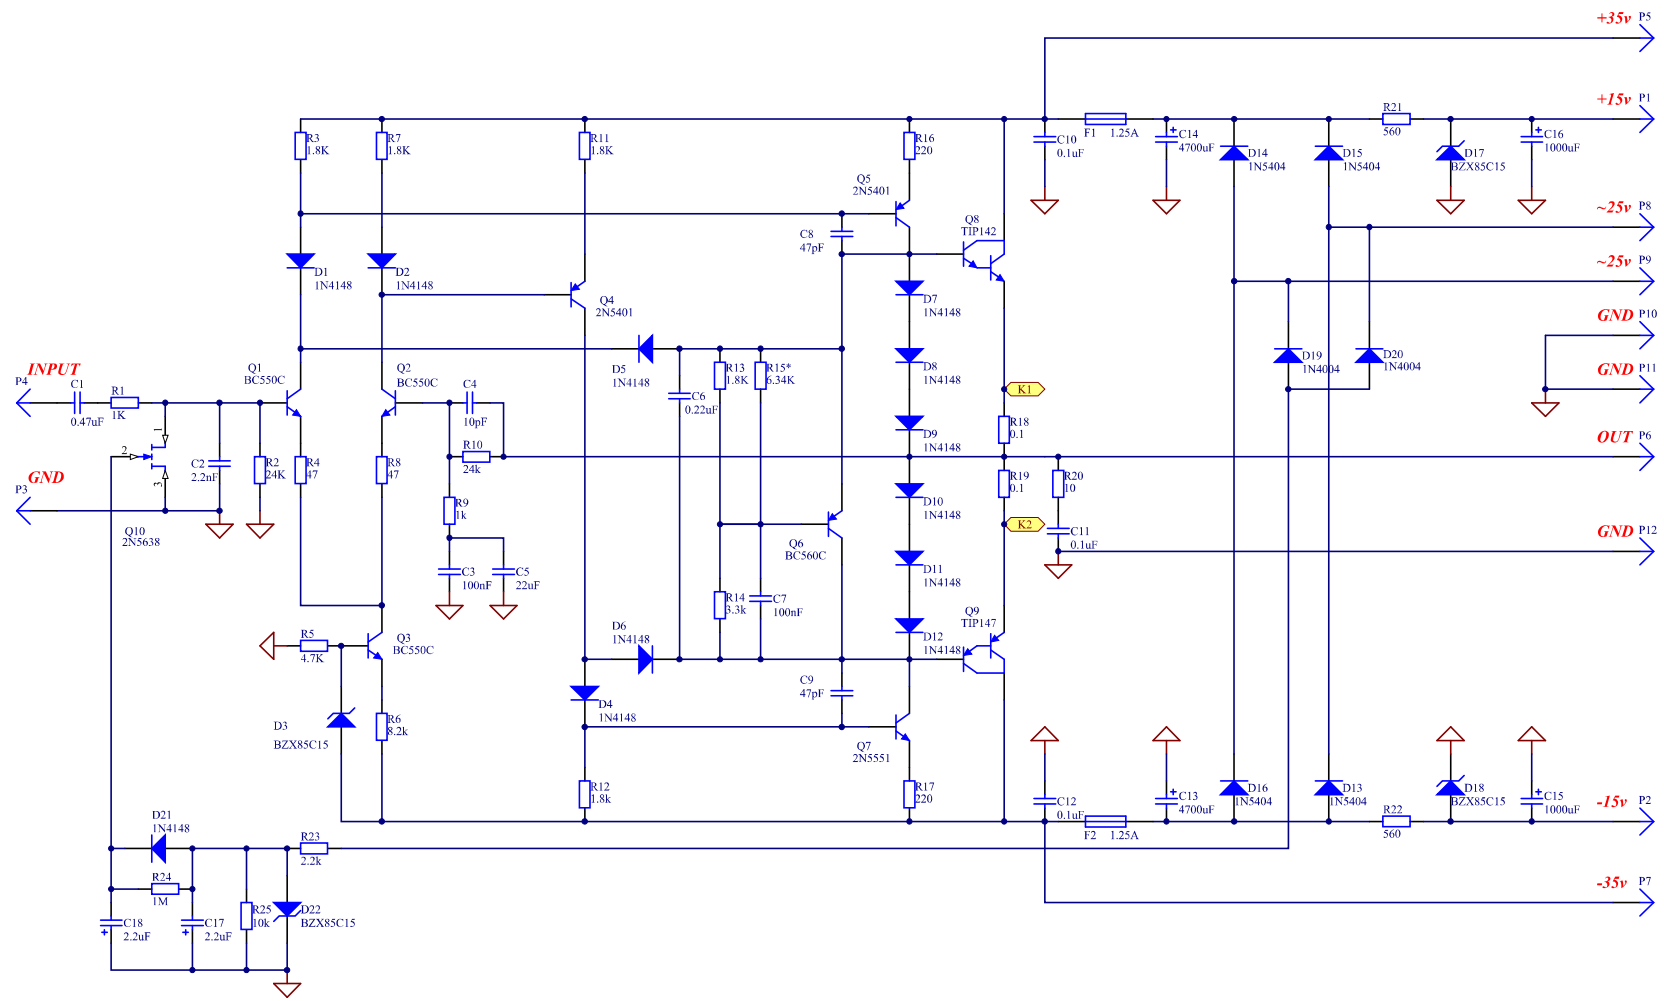 +35v P5
+15v P1
R21
560
F1 1.25A
C10
0.1uF
C14
4700uF
D14
1N5404
D15
1N5404
D17
BZX85C15
C16
1000uF
R3
1.8K
R7
1.8K
R11
1.8K
R16
220
Q5
2N5401
~25v P8
Q8
TIP142
C8
47pF
~25v P9
D1
1N4148
D2
1N4148
Q4
2N5401
D7
1N4148
GND P10
D5
1N4148
R13
1.8K
R15*
6.34K
D8
1N4148
D19
1N4004
D20
1N4004
GND P11
INPUT
P4
C1
0.47uF
R1
1K
Q1
BC550C
Q2
BC550C
C4
10pF
C6
0.22uF
K1
R18
0.1
D9
1N4148
OUT P6
1
2
3
C2
2.2nF
R2
24K
R4
47
R8
47
R10
24k
GND
P3
Q10
2N5638
R9
1k
R19
0.1
R20
10
D10
1N4148
K2
C11
0.1uF
GND P12
Q6
BC560C
C3
100nF
C5
22uF
D11
1N4148
R14
3.3k
C7
100nF
R5
4.7K
Q3
BC550C
D6
1N4148
Q9
TIP147
D12
1N4148
D3
BZX85C15
R6
8.2k
D4
1N4148
C9
47pF
Q7
2N5551
R12
1.8k
R17
220
C12
0.1uF
F2 1.25A
C13
4700uF
D16
1N5404
D13
1N5404
R22
560
D18
BZX85C15
C15
1000uF
-15v P2
D21
1N4148
R23
2.2k
R24
1M
-35v P7
C18
2.2uF
C17
2.2uF
R25
10k
D22
BZX85C15